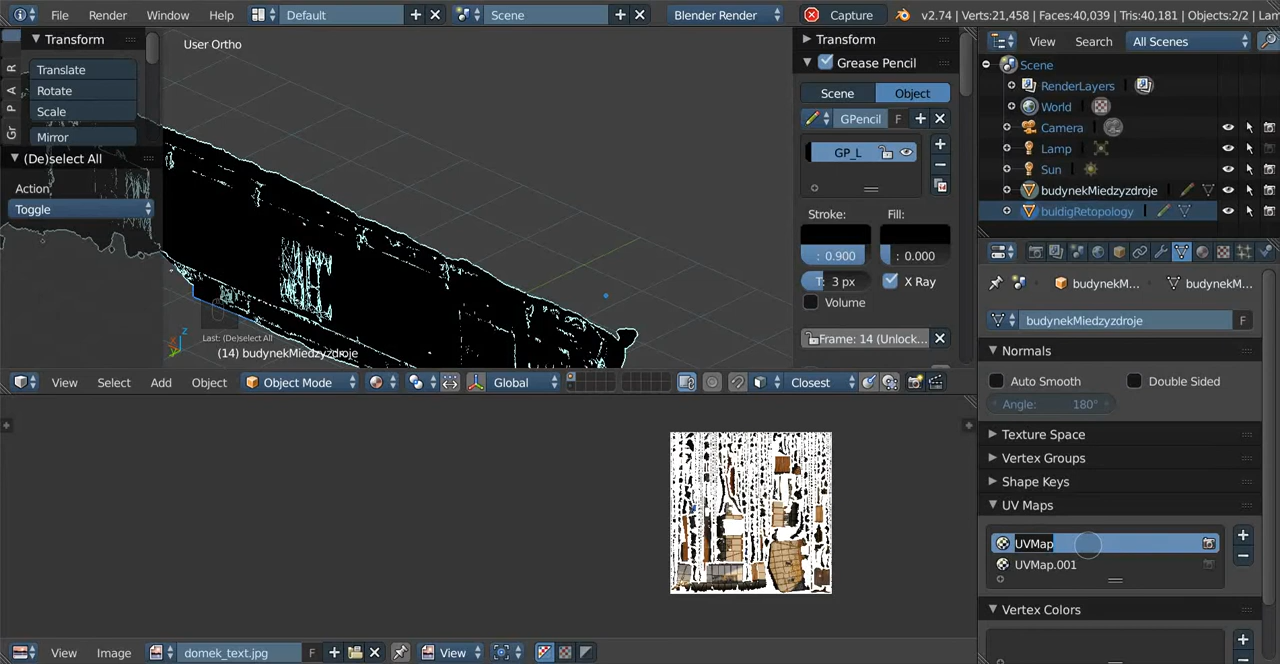 File Render Window Help Default Scene Blender Render Capture v2.74 | Verts:21,458 | Faces:40,039 | Tris:40,181 | Objects:2/2 | Lam
Transform
Translate
Rotate
Scale
Mirror
(De)select All
Action
Toggle
R
A
P
Gr
User Ortho
z
Last: (De)select All
(14) budynekMiedzyzdroje
Transform
Grease Pencil
Scene Object
GPencil F
GP_L
Stroke: Fill:
: 0.900 : 0.000
T: 3 px X Ray
Volume
Frame: 14 (Unlock...
View Search All Scenes
Scene
RenderLayers
World
Camera
Lamp
Sun
budynekMiedzyzdroje
buidigRetopology
budynekM... budynekM...
budynekMiedzyzdroje F
Normals
Auto Smooth Double Sided
Angle: 180°
Texture Space
Vertex Groups
Shape Keys
UV Maps
UVMap
UVMap.001
Vertex Colors
View Select Add Object Object Mode Global Closest
View Image domek_text.jpg F View